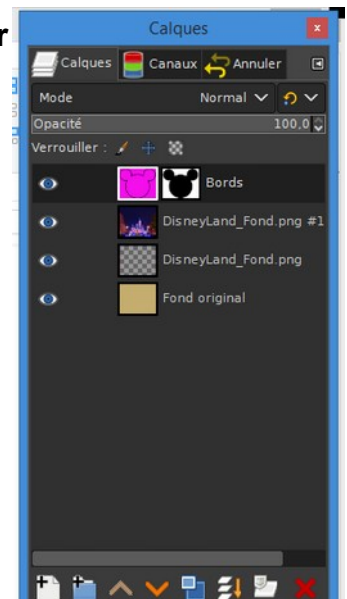 Calques
r
Calques Canaux Annuler
Mode Normal
Opacité 100,0
Verrouiller :
Bords
DisneyLand_Fond.png #1
DisneyLand_Fond.png
Fond original